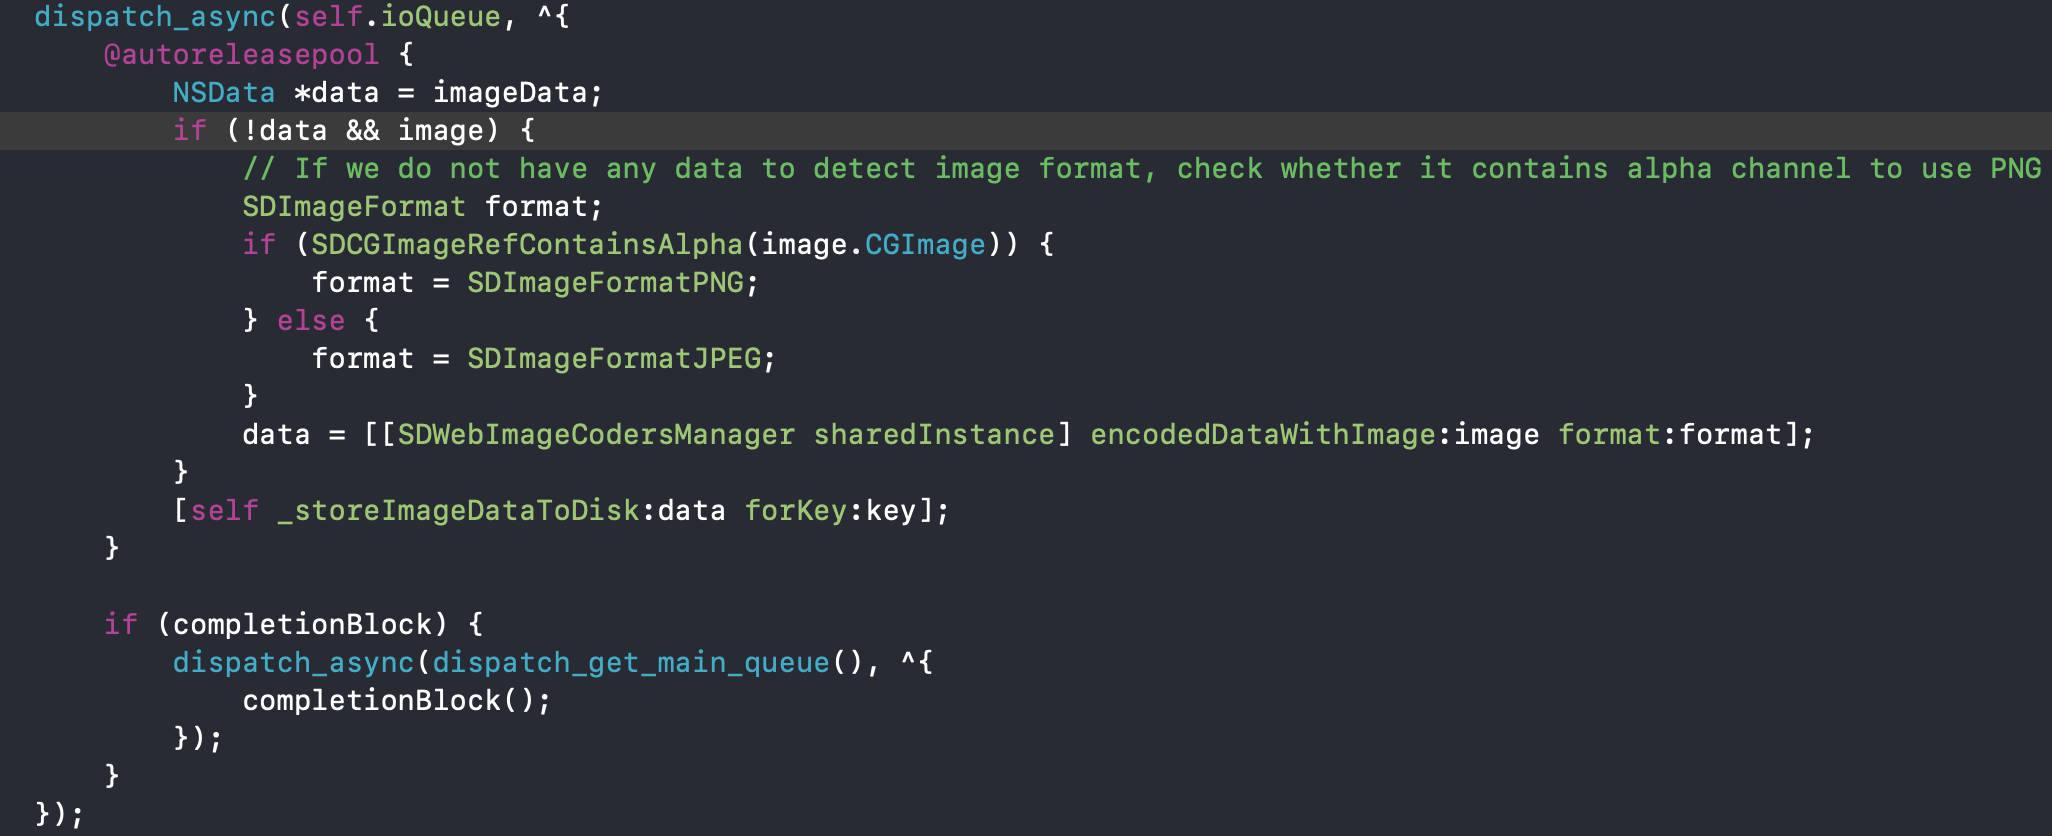 dispatch_async(self.ioQueue, ^{
@autoreleasepool {
NSData *data = imageData;
if (!data && image) {
// If we do not have any data to detect image format, check whether it contains alpha channel to use PNG
SDImageFormat format;
if (SDCGImageRefContainsAlpha(image.CGImage)) {
format = SDImageFormatPNG;
} else {
format = SDImageFormatJPEG;
}
data = [[SDWebImageCodersManager sharedInstance] encodedDataWithImage:image format:format];
}
[self _storeImageDataToDisk:data forKey:key];
}
if (completionBlock) {
dispatch_async(dispatch_get_main_queue(), ^{
completionBlock();
});
}
});